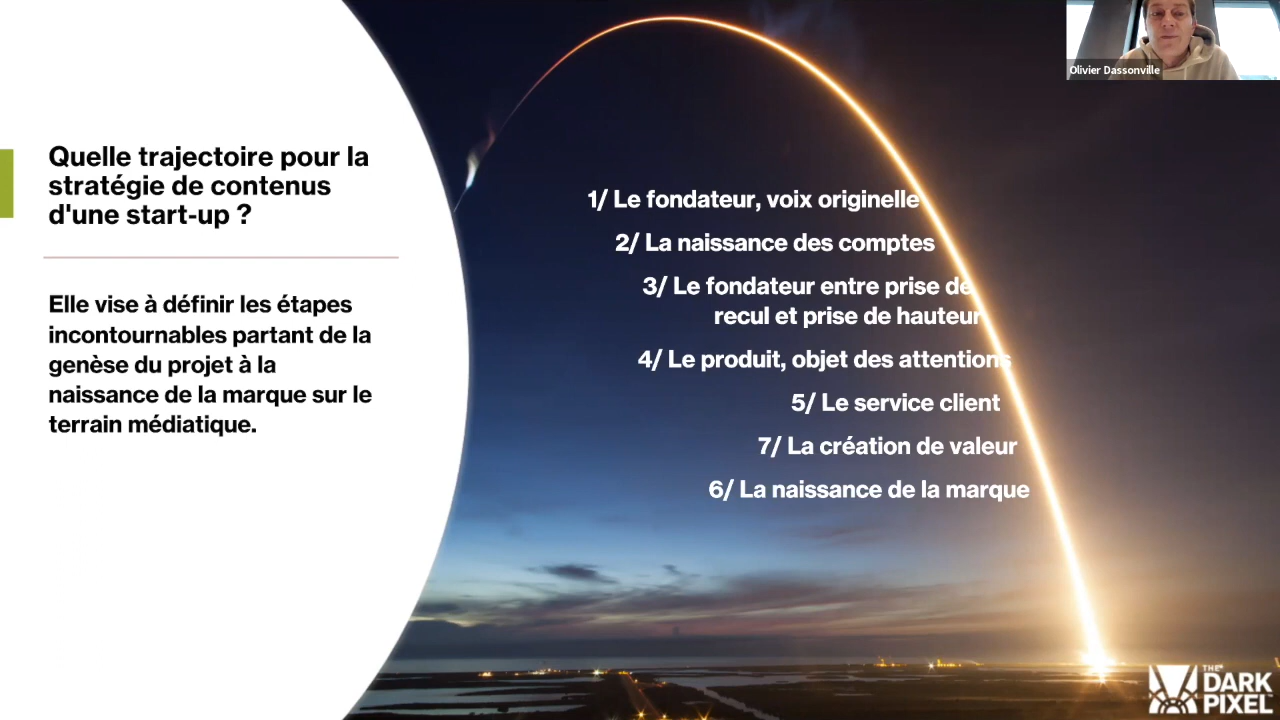 Olivier Dassonville
Quelle trajectoire pour la
stratégie de contenus
d'une start-up ?
Elle vise à définir les étapes
incontournables partant de la
genèse du projet à la
naissance de la marque sur le
terrain médiatique.
1/ Le fondateur, voix originelle
2/ La naissance des comptes
3/ Le fondateur entre prise de
recul et prise de hauteur
4/ Le produit, objet des attentions
5/ Le service client
7/ La création de valeur
6/ La naissance de la marque
THE
DARK
PIXEL